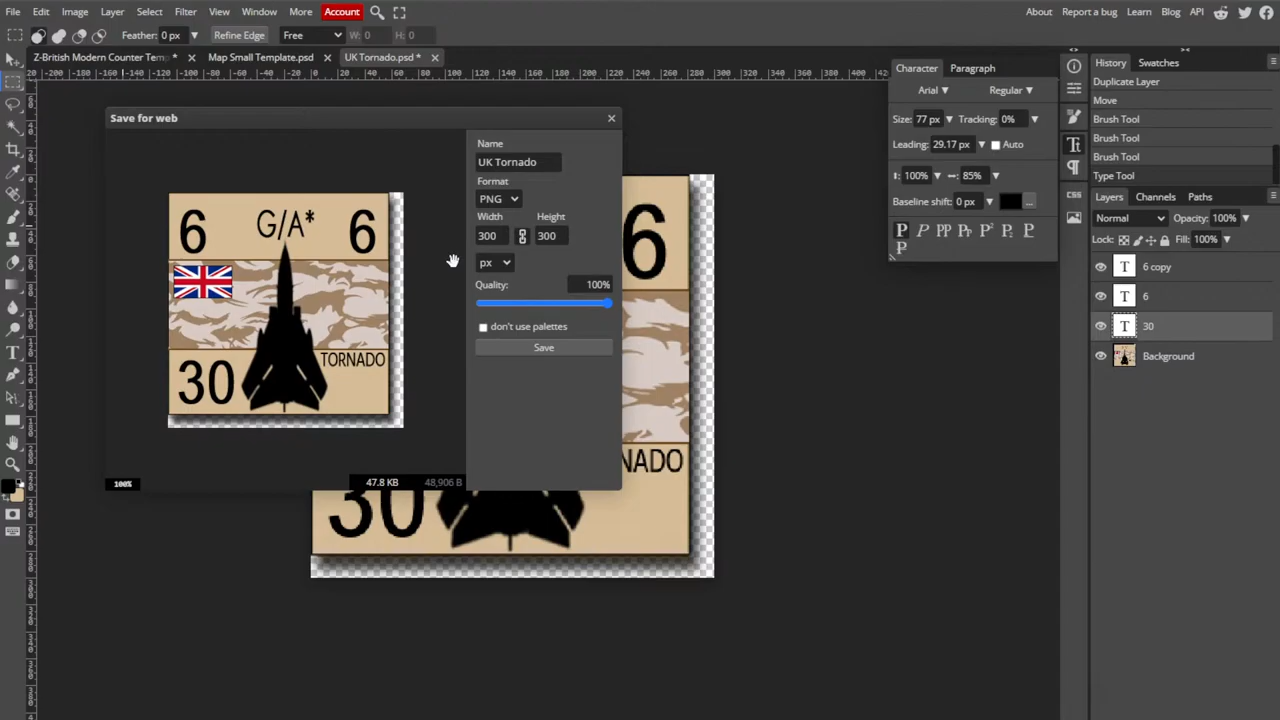 File Edit Image Layer Select Filter View Window More Account
About Report a bug Learn Blog API
Feather: 0 px Refine Edge Free W: 0 H: 0
Z-British Modern Counter Temp * Map Small Template.psd UK Tornado.psd *
Save for web
Name
UK Tornado
Format
PNG
Width Height
300 300
px
Quality: 100%
don't use palettes
Save
6 G/A* 6
30 TORNADO
100% 47.8 KB 48,906 B
6
NADO
30
Character Paragraph
Arial Regular
Size: 77 px Tracking: 0%
Leading: 29.17 px Auto
100% 85%
Baseline shift: 0 px ...
History Swatches
Duplicate Layer
Move
Brush Tool
Brush Tool
Brush Tool
Type Tool
Layers Channels Paths
Normal Opacity: 100%
Lock: Fill: 100%
6 copy
6
30
Background
CSS